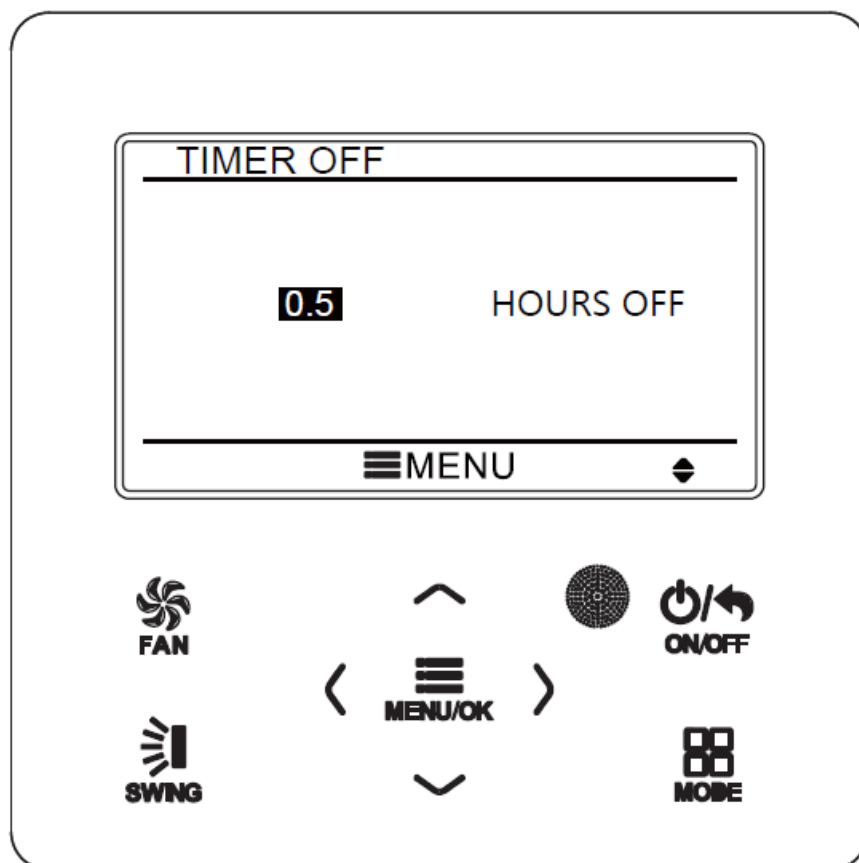 TIMER OFF
0.5 HOURS OFF
MENU
FAN
ON/OFF
MENU/OK
SWING
MODE